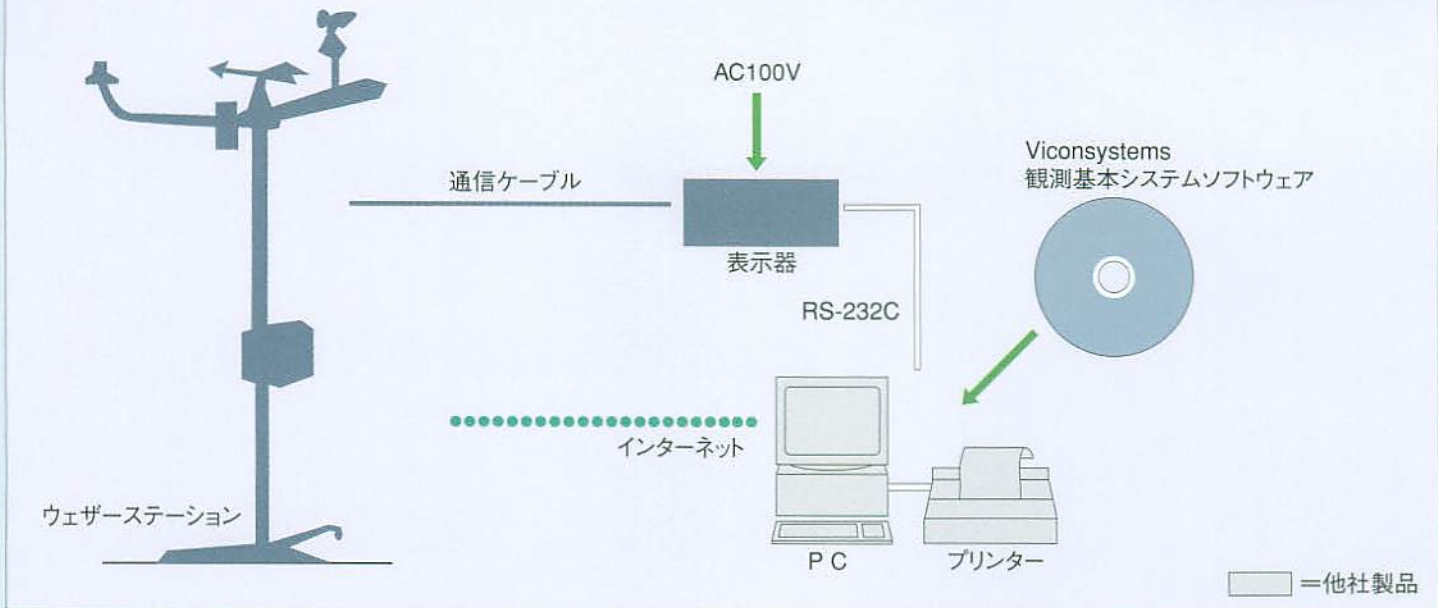 AC100V
Viconsystems
観測基本システムソフトウェア
通信ケーブル
表示器
RS-232C
インターネット
ウェザーステーション
P C
プリンター
＝他社製品